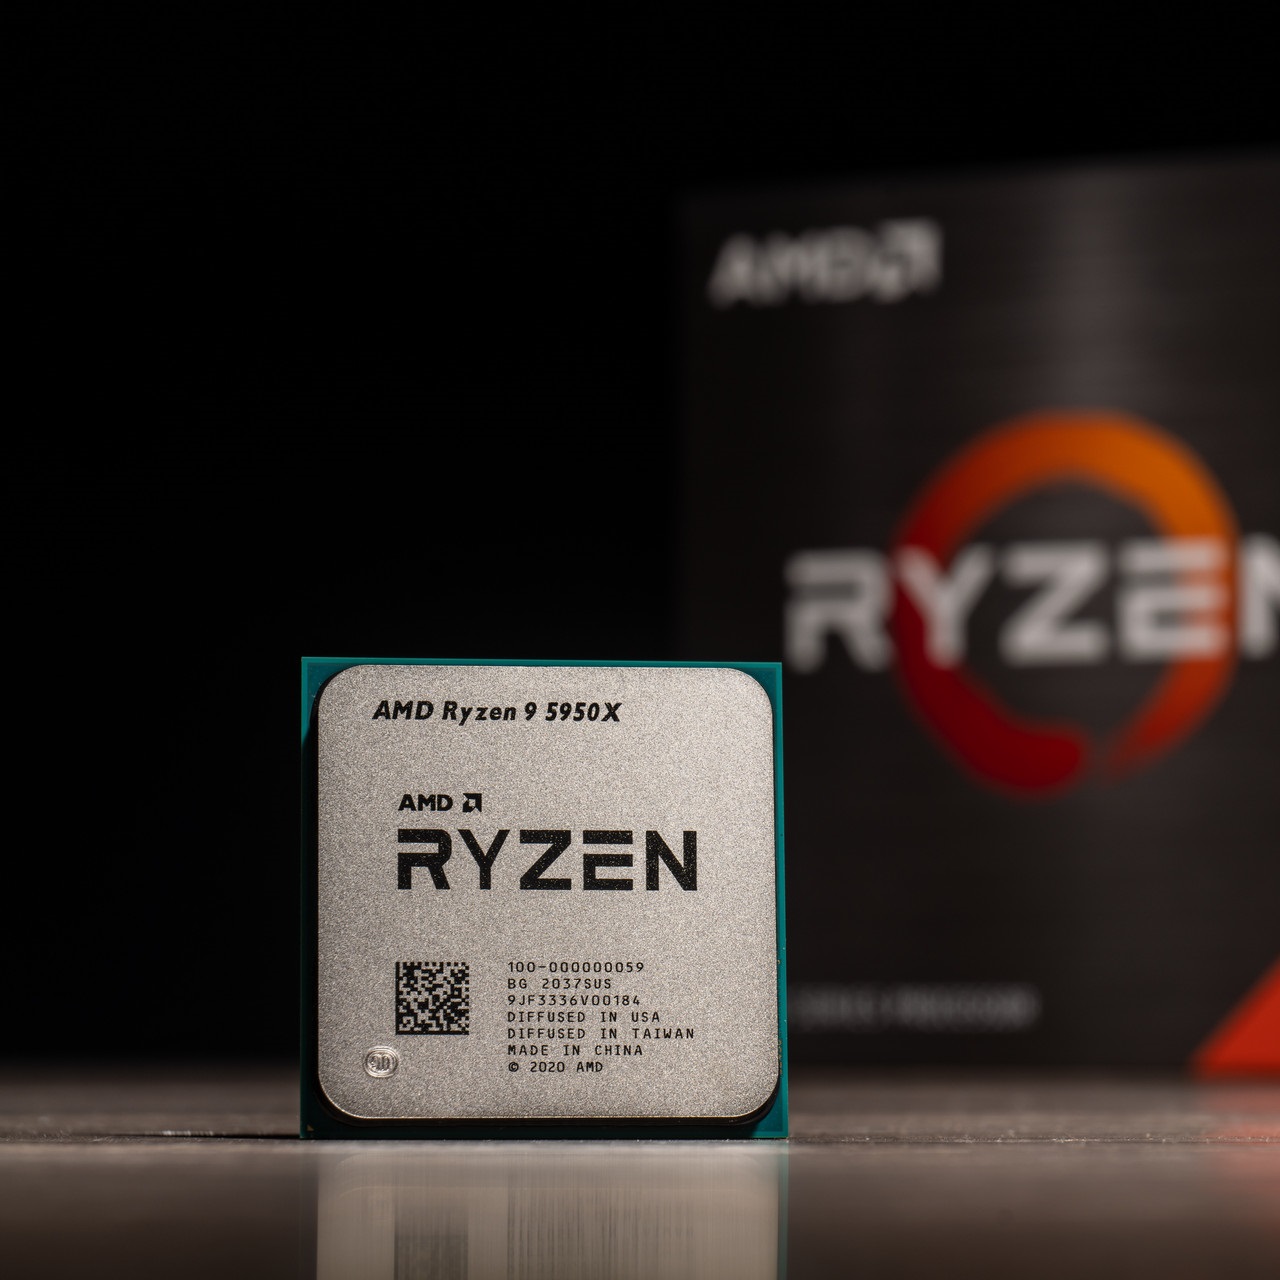 AMD
RYZEN
AMD Ryzen 9 5950X
AMD
RYZEN
100-000000059
BG 2037SUS
9JF3336V00184
DIFFUSED IN USA
DIFFUSED IN TAIWAN
MADE IN CHINA
© 2020 AMD